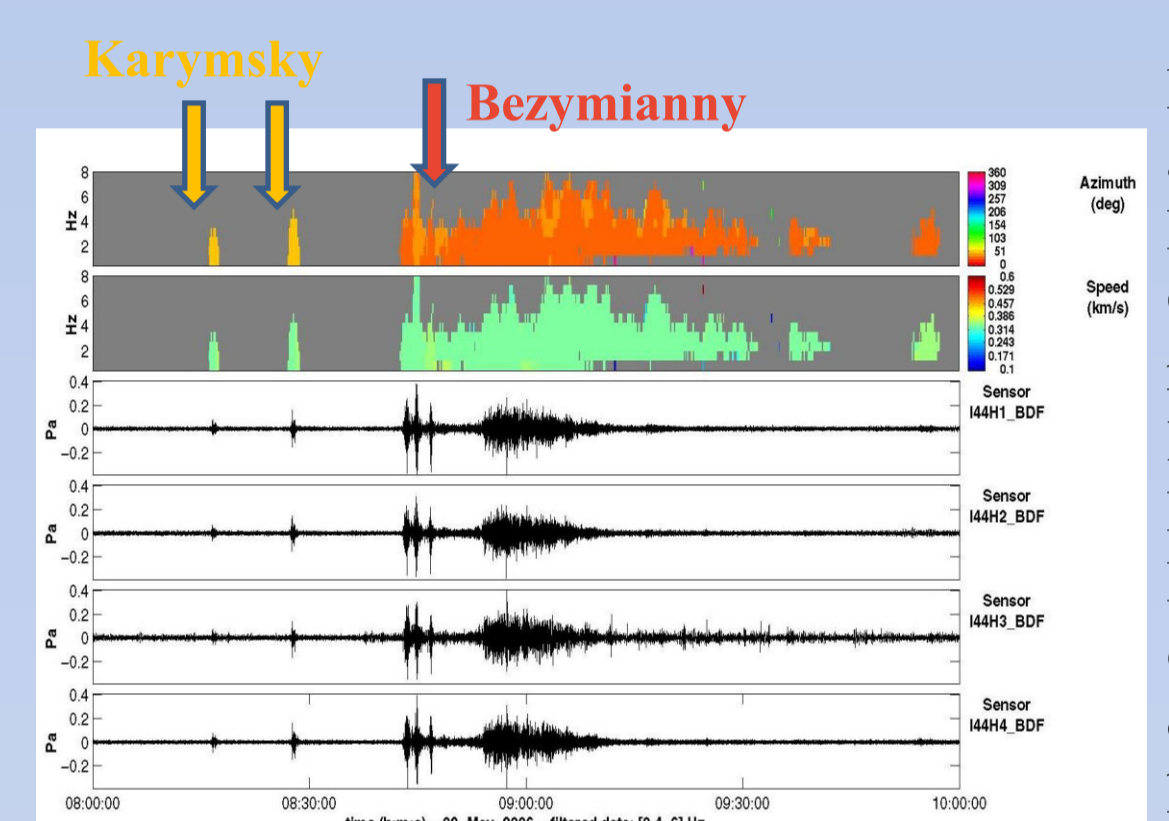 Karymsky
Bezymianny
8
6
4
2
Hz
360
309
257
206
154
103
51
0
Azimuth
(deg)
8
6
4
2
Hz
0.6
0.529
0.457
0.386
0.314
0.243
0.171
0.1
Speed
(km/s)
0.4
0.2
0
−0.2
Pa
Sensor
I44H1_BDF
0.4
0.2
0
−0.2
Pa
Sensor
I44H2_BDF
0.4
0.2
0
−0.2
Pa
Sensor
I44H3_BDF
0.4
0.2
0
−0.2
Pa
Sensor
I44H4_BDF
08:00:00 08:30:00 09:00:00 09:30:00 10:00:00